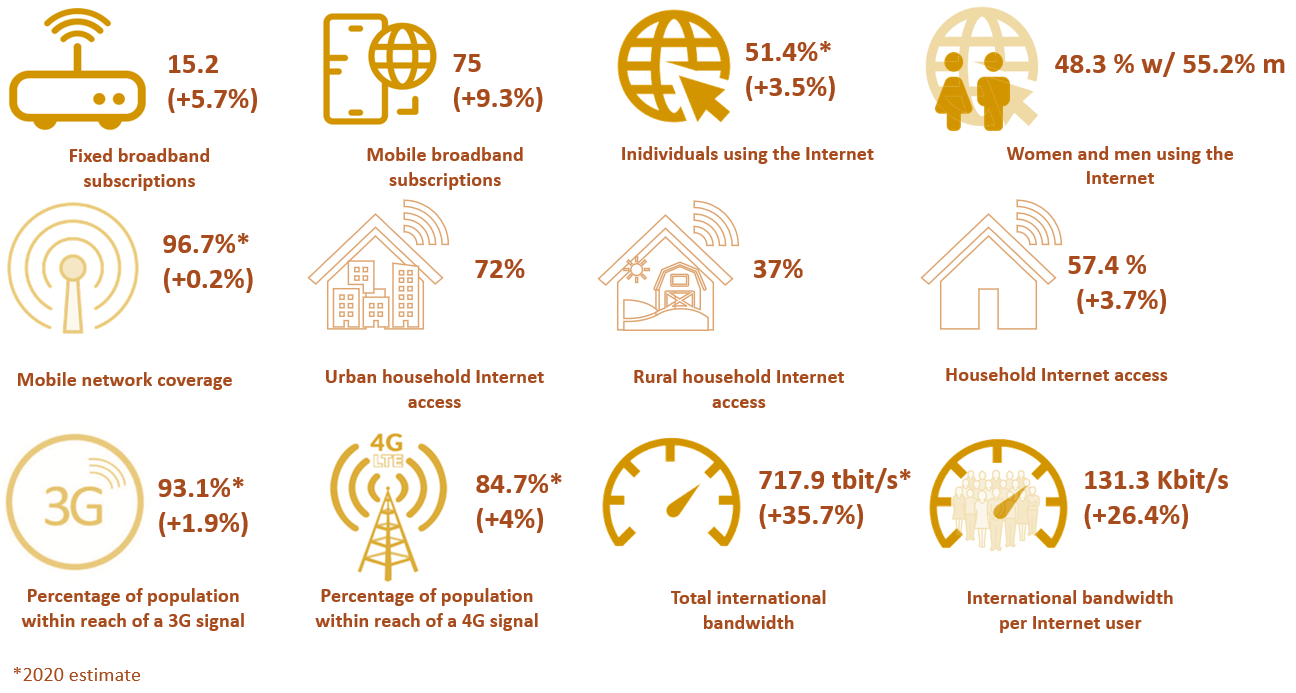 15.2
(+5.7%)
Fixed broadband
subscriptions
75
(+9.3%)
Mobile broadband
subscriptions
51.4%*
(+3.5%)
Inidividuals using the Internet
48.3 % w/ 55.2% m
Women and men using the
Internet
96.7%*
(+0.2%)
Mobile network coverage
72%
Urban household Internet
access
37%
Rural household Internet
access
57.4 %
(+3.7%)
Household Internet access
3G
93.1%*
(+1.9%)
Percentage of population
within reach of a 3G signal
4G
LTE
84.7%*
(+4%)
Percentage of population
within reach of a 4G signal
717.9 tbit/s*
(+35.7%)
Total international
bandwidth
131.3 Kbit/s
(+26.4%)
International bandwidth
per Internet user
*2020 estimate